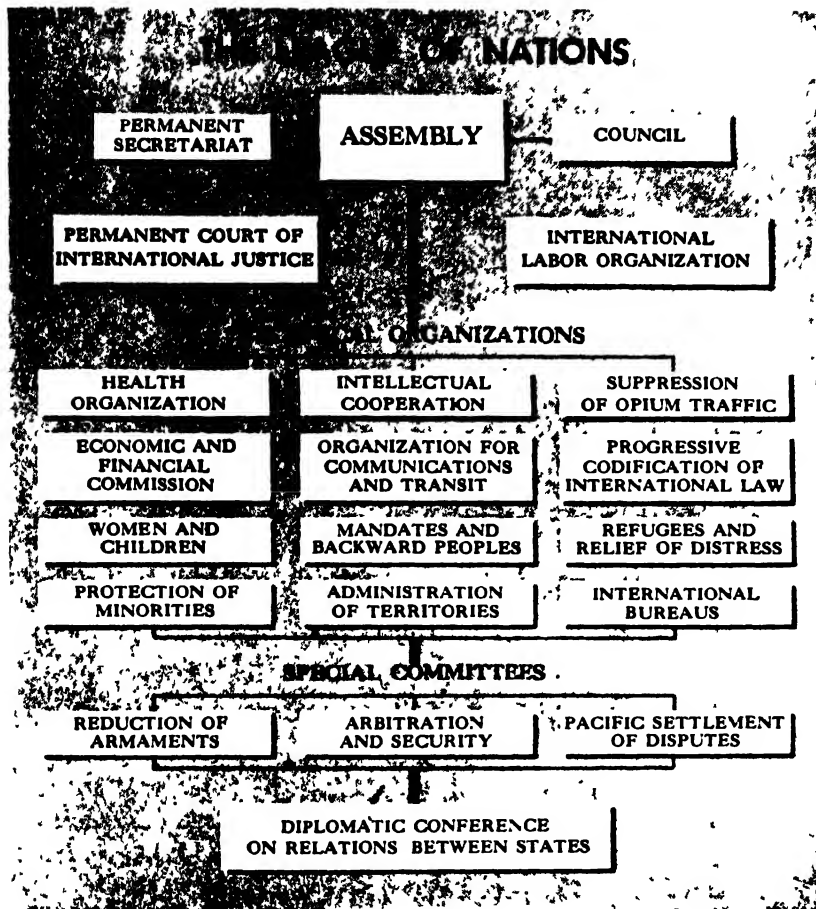 THE LEAGUE OF NATIONS
PERMANENT
SECRETARIAT
ASSEMBLY
COUNCIL
PERMANENT COURT OF
INTERNATIONAL JUSTICE
INTERNATIONAL
LABOR ORGANIZATION
ORGANIZATIONS
HEALTH
ORGANIZATION
INTELLECTUAL
COOPERATION
SUPPRESSION
OF OPIUM TRAFFIC
ECONOMIC AND
FINANCIAL
COMMISSION
ORGANIZATION FOR
COMMUNICATIONS
AND TRANSIT
PROGRESSIVE
CODIFICATION OF
INTERNATIONAL LAW
WOMEN AND
CHILDREN
MANDATES AND
BACKWARD PEOPLES
REFUGEES AND
RELIEF OF DISTRESS
PROTECTION OF
MINORITIES
ADMINISTRATION
OF TERRITORIES
INTERNATIONAL
BUREAUS
SPECIAL COMMITTEES
REDUCTION OF
ARMAMENTS
ARBITRATION
AND SECURITY
PACIFIC SETTLEMENT
OF DISPUTES
DIPLOMATIC CONFERENCE
ON RELATIONS BETWEEN STATES